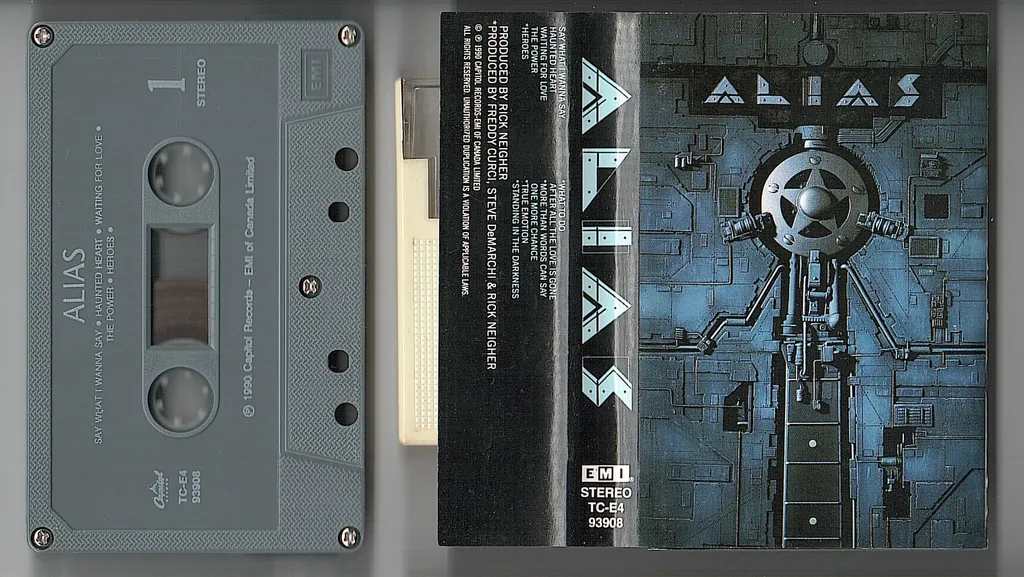 1
STEREO
EMI
ALIAS
SAY WHAT I WANNA SAY • HAUNTED HEART • WAITING FOR LOVE •
THE POWER • HEROES •
℗ 1990 Capitol Records – EMI of Canada Limited
Capitol
TC-E4
93908
SAY WHAT I WANNA SAY
HAUNTED HEART
WAITING FOR LOVE
THE POWER
*HEROES
*WHAT TO DO
AFTER ALL THE LOVE IS GONE
*MORE THAN WORDS CAN SAY
ONE MORE CHANCE
*TRUE EMOTION
*STANDING IN THE DARKNESS
PRODUCED BY RICK NEIGHER
*PRODUCED BY FREDDY CURCI, STEVE DeMARCHI & RICK NEIGHER
© ℗ 1990 CAPITOL RECORDS-EMI OF CANADA LIMITED
ALL RIGHTS RESERVED. UNAUTHORIZED DUPLICATION IS A VIOLATION OF APPLICABLE LAWS.
ALIAS
EMI®
STEREO
TC-E4
93908
ALIAS